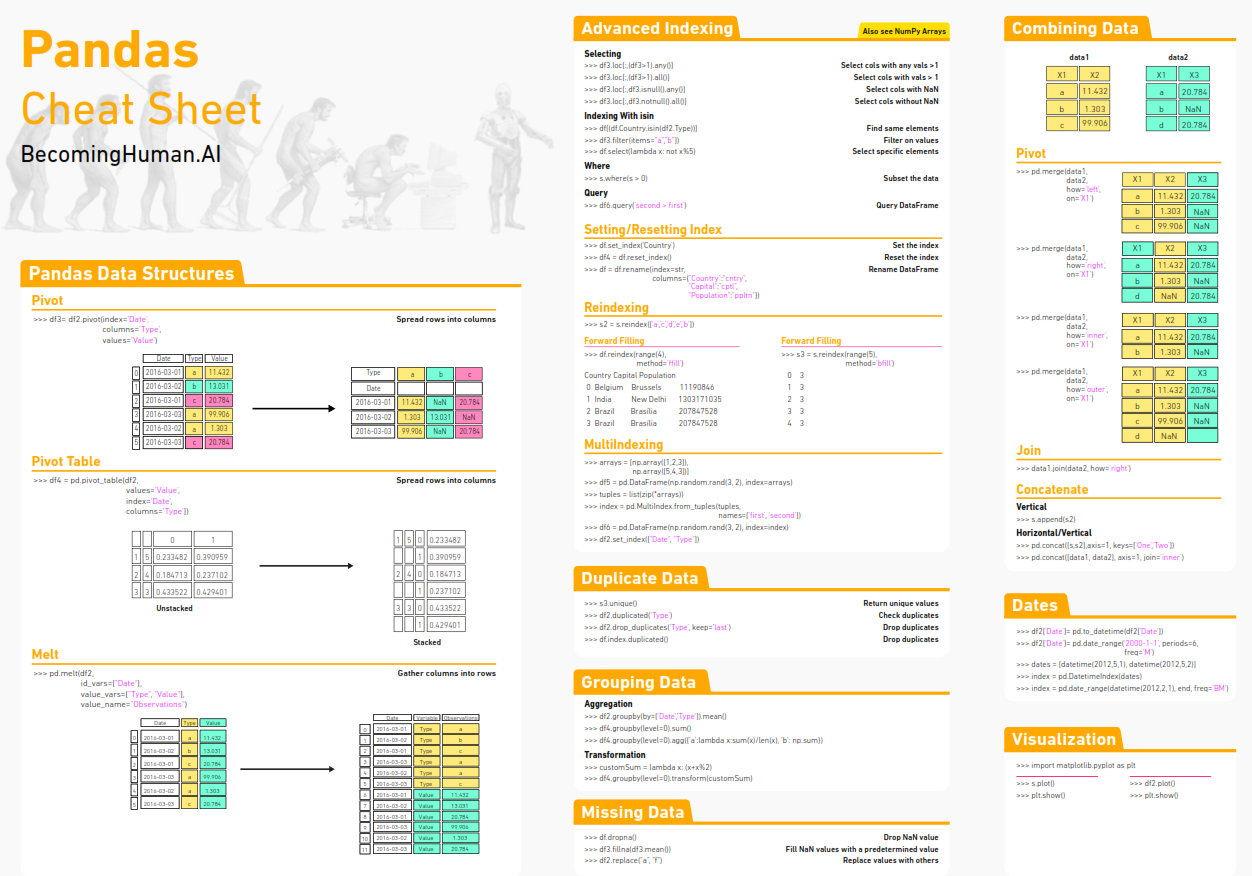 Pandas
Cheat Sheet
BecomingHuman.AI
Pandas Data Structures
Pivot
>>> df3= df2.pivot(index='Date', Spread rows into columns
columns='Type',
values='Value')
Date Type Value
0 2016-03-01 a 11.432
1 2016-03-02 b 13.031
2 2016-03-01 c 20.784
3 2016-03-03 a 99.906
4 2016-03-02 a 1.303
5 2016-03-03 c 20.784
Type a b c
Date
2016-03-01 11.432 NaN 20.784
2016-03-02 1.303 13.031 NaN
2016-03-03 99.906 NaN 20.784
Pivot Table
>>> df4 = pd.pivot_table(df2, Spread rows into columns
values='Value',
index='Date',
columns='Type'])
0 1
1 5 0.233482 0.390959
2 4 0.184713 0.237102
3 3 0.433522 0.429401
Unstacked
1 5 0 0.233482
1 0.390959
2 4 0 0.184713
1 0.237102
3 3 0 0.433522
1 0.429401
Stacked
Melt
>>> pd.melt(df2, Gather columns into rows
id_vars=["Date"],
value_vars=["Type", "Value"],
value_name="Observations")
Date Type Value
0 2016-03-01 a 11.432
1 2016-03-02 b 13.031
2 2016-03-01 c 20.784
3 2016-03-03 a 99.906
4 2016-03-02 a 1.303
5 2016-03-03 c 20.784
Date Variable Observations
0 2016-03-01 Type a
1 2016-03-02 Type b
2 2016-03-01 Type c
3 2016-03-03 Type a
4 2016-03-02 Type a
5 2016-03-03 Type c
6 2016-03-01 Value 11.432
7 2016-03-02 Value 13.031
8 2016-03-01 Value 20.784
9 2016-03-03 Value 99.906
10 2016-03-02 Value 1.303
11 2016-03-03 Value 20.784
Advanced Indexing
Also see NumPy Arrays
Selecting
>>> df3.loc[:,(df3>1).any()] Select cols with any vals >1
>>> df3.loc[:,(df3>1).all()] Select cols with vals > 1
>>> df3.loc[:,df3.isnull().any()] Select cols with NaN
>>> df3.loc[:,df3.notnull().all()] Select cols without NaN
Indexing With isin
>>> df[(df.Country.isin(df2.Type))] Find same elements
>>> df3.filter(items="a","b"]) Filter on values
>>> df.select(lambda x: not x%5) Select specific elements
Where
>>> s.where(s > 0) Subset the data
Query
>>> df6.query('second > first') Query DataFrame
Setting/Resetting Index
>>> df.set_index('Country') Set the index
>>> df4 = df.reset_index() Reset the index
>>> df = df.rename(index=str, Rename DataFrame
columns={"Country":"cntry",
"Capital":"cptl",
"Population":"ppltn"})
Reindexing
>>> s2 = s.reindex(['a','c','d','e','b'])
Forward Filling
>>> df.reindex(range(4),
method='ffill')
Country Capital Population
0 Belgium Brussels 11190846
1 India New Delhi 1303171035
2 Brazil Brasília 207847528
3 Brazil Brasília 207847528
Forward Filling
>>> s3 = s.reindex(range(5),
method='bfill')
0 3
1 3
2 3
3 3
4 3
MultiIndexing
>>> arrays = [np.array([1,2,3]),
np.array([5,4,3])]
>>> df5 = pd.DataFrame(np.random.rand(3, 2), index=arrays)
>>> tuples = list(zip(*arrays))
>>> index = pd.MultiIndex.from_tuples(tuples,
names=['first', 'second'])
>>> df6 = pd.DataFrame(np.random.rand(3, 2), index=index)
>>> df2.set_index(["Date", "Type"])
Duplicate Data
>>> s3.unique() Return unique values
>>> df2.duplicated('Type') Check duplicates
>>> df2.drop_duplicates('Type', keep='last') Drop duplicates
>>> df.index.duplicated() Drop duplicates
Grouping Data
Aggregation
>>> df2.groupby(by=['Date','Type']).mean()
>>> df4.groupby(level=0).sum()
>>> df4.groupby(level=0).agg({'a':lambda x:sum(x)/len(x), 'b': np.sum})
Transformation
>>> customSum = lambda x: (x+x%2)
>>> df4.groupby(level=0).transform(customSum)
Missing Data
>>> df.dropna() Drop NaN value
>>> df3.fillna(df3.mean()) Fill NaN values with a predetermined value
>>> df2.replace("a", "f") Replace values with others
Combining Data
data1
X1 X2
a 11.432
b 1.303
c 99.906
data2
X1 X3
a 20.784
b NaN
d 20.784
Pivot
>>> pd.merge(data1,
data2,
how='left',
on='X1')
X1 X2 X3
a 11.432 20.784
b 1.303 NaN
c 99.906 NaN
>>> pd.merge(data1,
data2,
how='right',
on='X1')
X1 X2 X3
a 11.432 20.784
b 1.303 NaN
d NaN 20.784
>>> pd.merge(data1,
data2,
how='inner',
on='X1')
X1 X2 X3
a 11.432 20.784
b 1.303 NaN
>>> pd.merge(data1,
data2,
how='outer',
on='X1')
X1 X2 X3
a 11.432 20.784
b 1.303 NaN
c 99.906 NaN
d NaN
Join
>>> data1.join(data2, how='right')
Concatenate
Vertical
>>> s.append(s2)
Horizontal/Vertical
>>> pd.concat([s,s2],axis=1, keys=['One','Two'])
>>> pd.concat([data1, data2], axis=1, join='inner')
Dates
>>> df2['Date']= pd.to_datetime(df2['Date'])
>>> df2['Date']= pd.date_range('2000-1-1', periods=6,
freq='M')
>>> dates = [datetime(2012,5,1), datetime(2012,5,2)]
>>> index = pd.DatetimeIndex(dates)
>>> index = pd.date_range(datetime(2012,2,1), end, freq='BM')
Visualization
>>> import matplotlib.pyplot as plt
>>> s.plot() >>> df2.plot()
>>> plt.show() >>> plt.show()